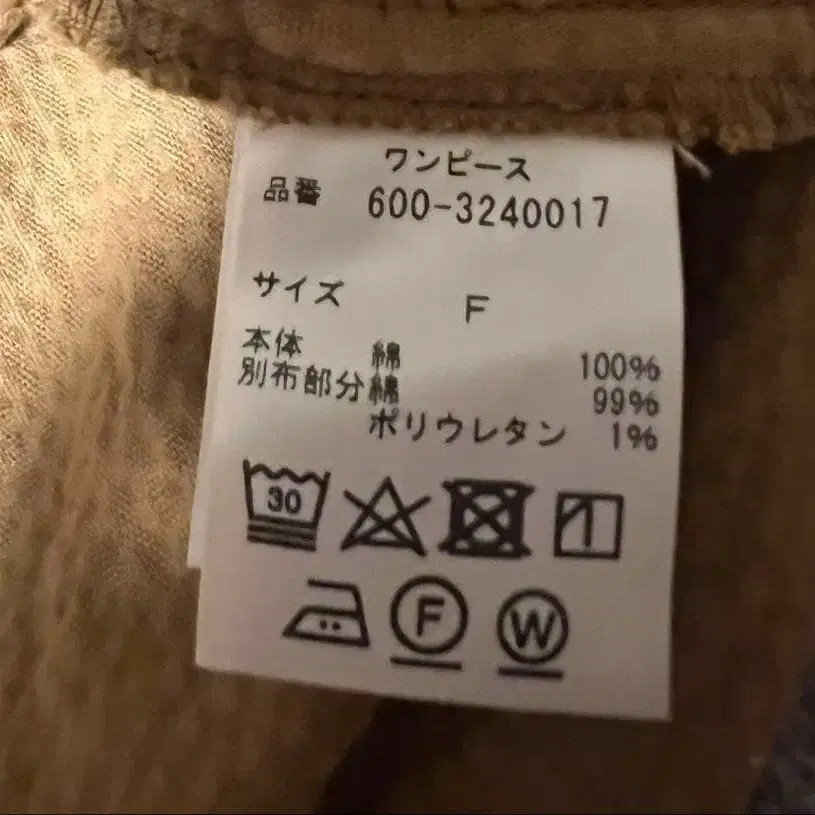 ワンピース
品番 600-3240017
サイズ F
本体 綿 100%
別布部分 綿 99%
ポリウレタン 1%
30
F W